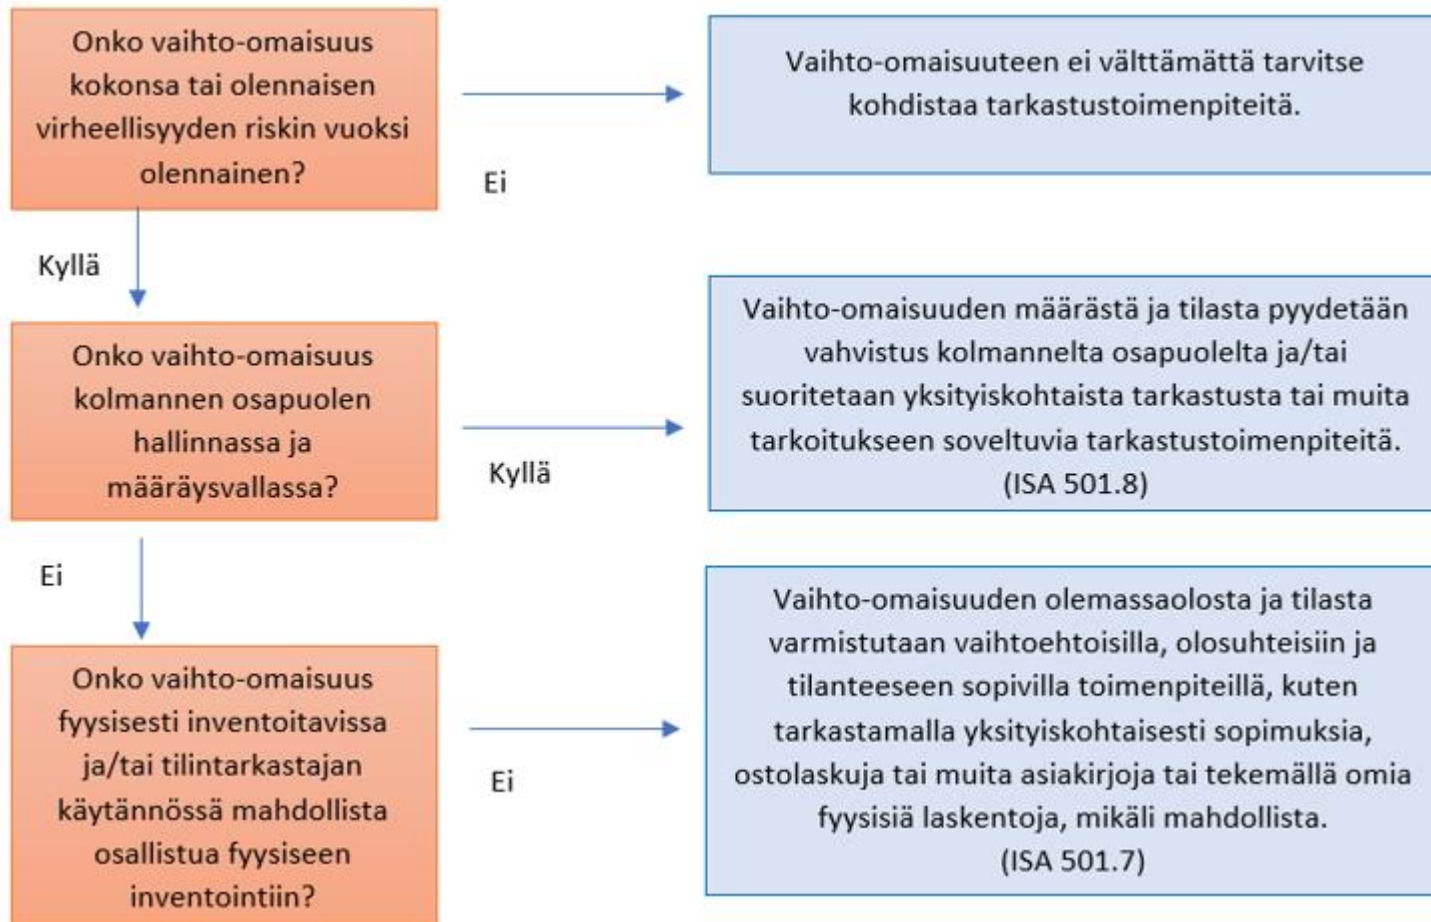 Onko vaihto-omaisuus
kokonsa tai olennaisen
virheellisyyden riskin vuoksi
olennainen?
Ei
Vaihto-omaisuuteen ei välttämättä tarvitse
kohdistaa tarkastustoimenpiteitä.
Kyllä
Onko vaihto-omaisuus
kolmannen osapuolen
hallinnassa ja
määräysvallassa?
Kyllä
Vaihto-omaisuuden määrästä ja tilasta pyydetään
vahvistus kolmannelta osapuolelta ja/tai
suoritetaan yksityiskohtaista tarkastusta tai muita
tarkoitukseen soveltuvia tarkastustoimenpiteitä.
(ISA 501.8)
Ei
Onko vaihto-omaisuus
fyysisesti inventoitavissa
ja/tai tilintarkastajan
käytännössä mahdollista
osallistua fyysiseen
inventointiin?
Ei
Vaihto-omaisuuden olemassaolosta ja tilasta
varmistutaan vaihtoehtoisilla, olosuhteisiin ja
tilanteeseen sopivilla toimenpiteillä, kuten
tarkastamalla yksityiskohtaisesti sopimuksia,
ostolaskuja tai muita asiakirjoja tai tekemällä omia
fyysisiä laskentoja, mikäli mahdollista.
(ISA 501.7)